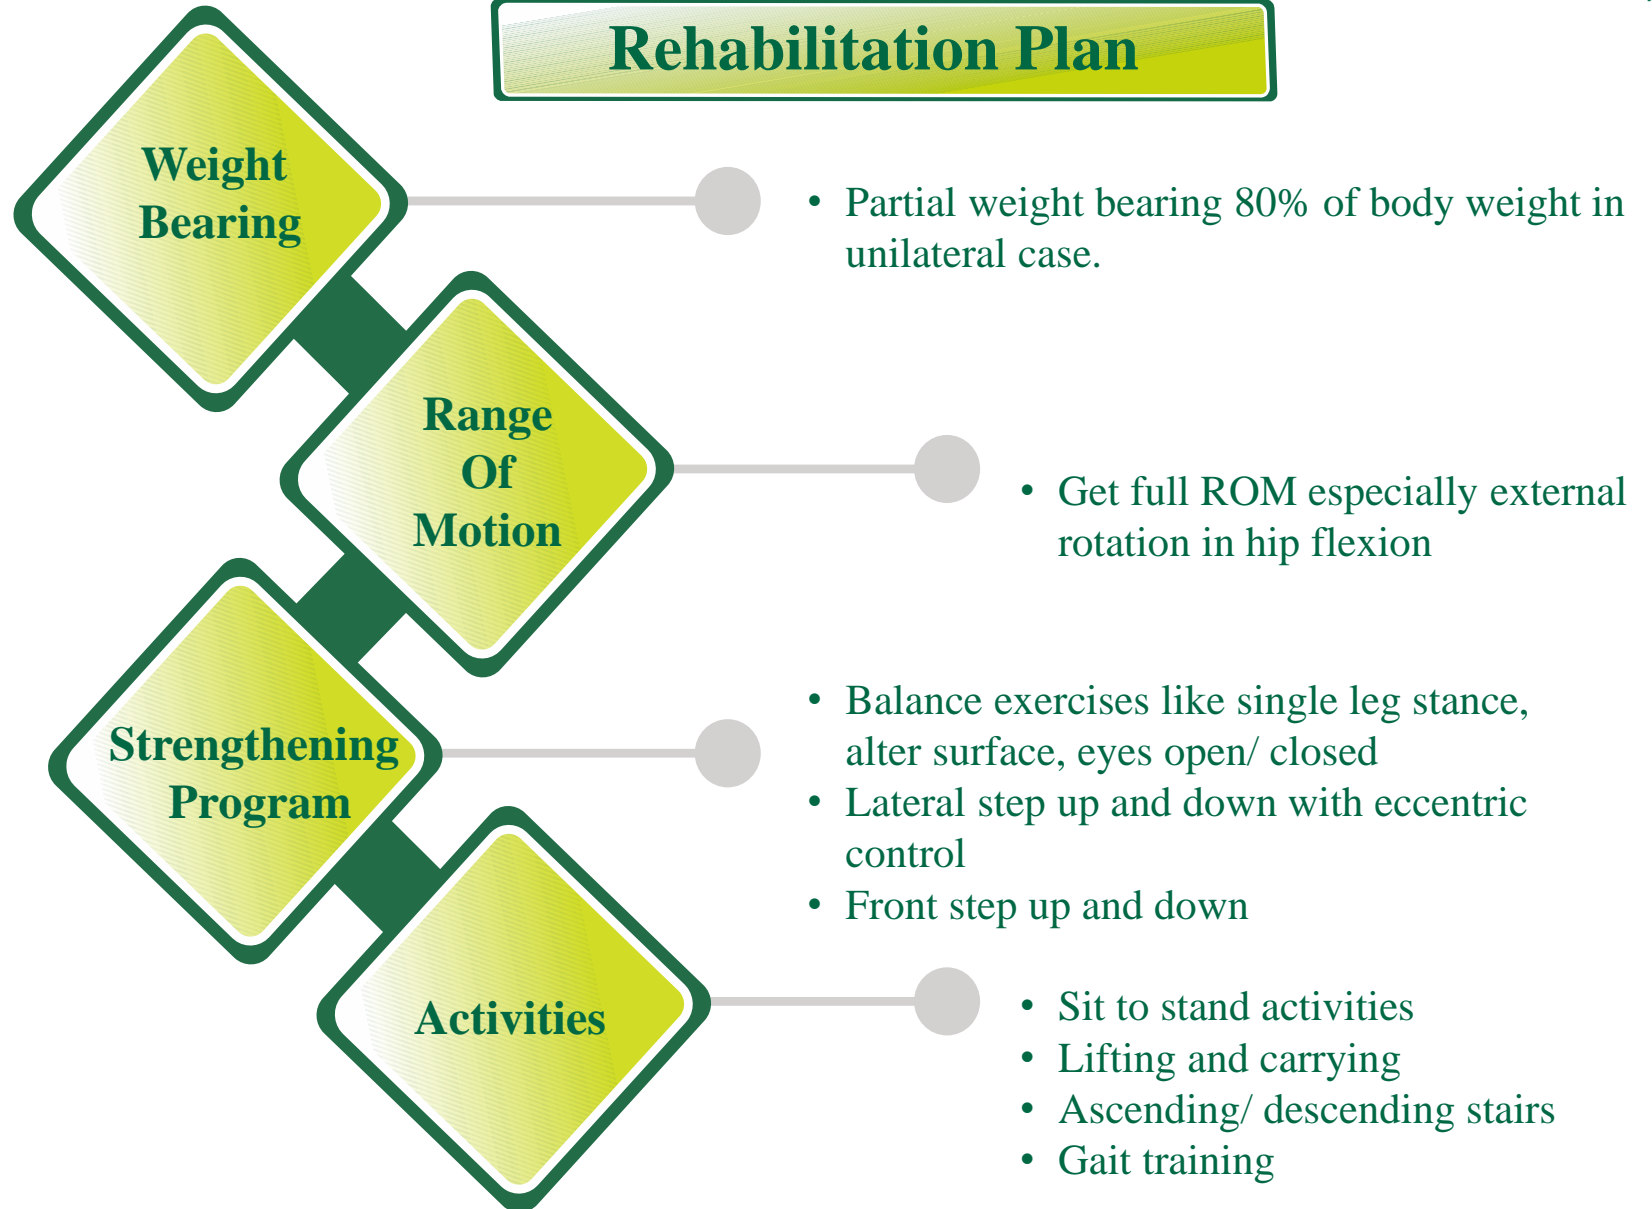 Rehabilitation Plan
Weight
Bearing
• Partial weight bearing 80% of body weight in
unilateral case.
Range
Of
Motion
• Get full ROM especially external
rotation in hip flexion
Strengthening
Program
• Balance exercises like single leg stance,
alter surface, eyes open/ closed
• Lateral step up and down with eccentric
control
• Front step up and down
Activities
• Sit to stand activities
• Lifting and carrying
• Ascending/ descending stairs
• Gait training